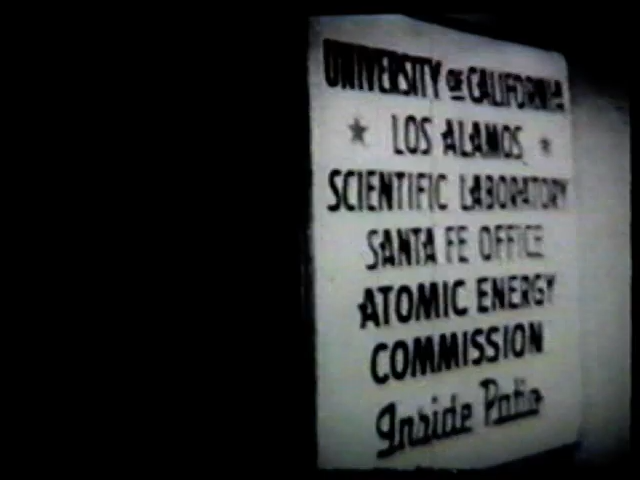 UNIVERSITY OF CALIFORNIA
★ LOS ALAMOS ★
SCIENTIFIC LABORATORY
SANTA FE OFFICE
ATOMIC ENERGY
COMMISSION
Inside Patio